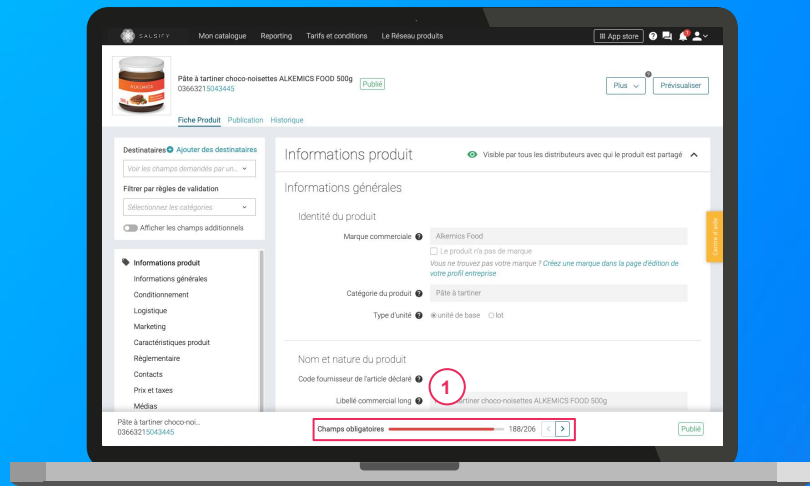 SALSIFY Mon catalogue Reporting Tarifs et conditions Le Réseau produits App store
Pâte à tartiner choco-noisettes ALKEMICS FOOD 500g Publié
03663215043445
Plus Prévisualiser
ALKEMICS
Fiche Produit Publication Historique
Destinataires Ajouter des destinataires
Voir les champs demandés par un...
Filtrer par règles de validation
Sélectionnez les catégories
Afficher les champs additionnels
Informations produit
Informations générales
Conditionnement
Logistique
Marketing
Caractéristiques produit
Règlementaire
Contacts
Prix et taxes
Médias
Informations produit Visible par tous les distributeurs avec qui le produit est partagé
Informations générales
Identité du produit
Marque commerciale Alkemics Food
Le produit n'a pas de marque
Vous ne trouvez pas votre marque ? Créez une marque dans la page d'édition de
votre profil entreprise
Catégorie du produit Pâte à tartiner
Type d'unité unité de base lot
Nom et nature du produit
Code fournisseur de l'article déclaré
1
Libellé commercial long tartiner choco-noisettes ALKEMICS FOOD 500g
Centre d'aide
Pâte à tartiner choco-noi...
03663215043445
Champs obligatoires 188/206 < >
Publié